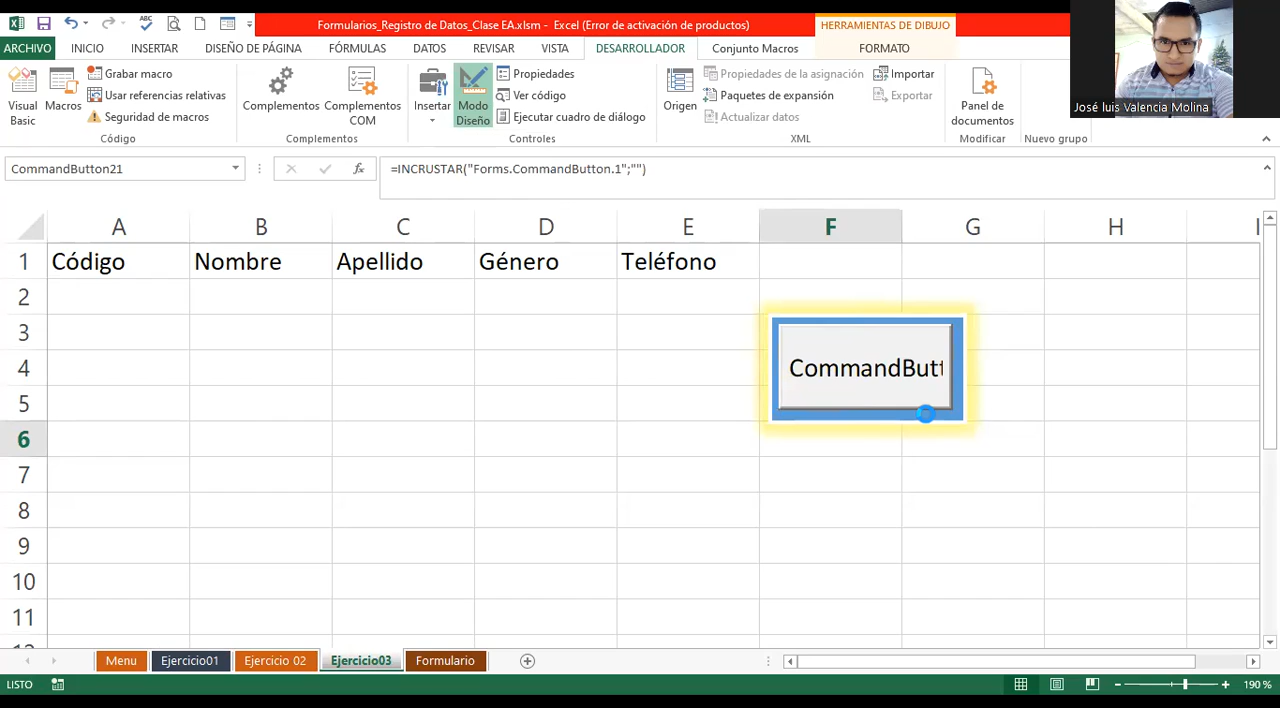 Formularios_Registro de Datos_Clase EA.xlsm - Excel (Error de activación de productos)
HERRAMIENTAS DE DIBUJO
ARCHIVO INICIO INSERTAR DISEÑO DE PÁGINA FÓRMULAS DATOS REVISAR VISTA DESARROLLADOR Conjunto Macros FORMATO
Visual Basic
Macros
Grabar macro
Usar referencias relativas
Seguridad de macros
Código
Complementos
Complementos COM
Complementos
Insertar
Modo Diseño
Propiedades
Ver código
Ejecutar cuadro de diálogo
Controles
Origen
Propiedades de la asignación
Paquetes de expansión
Actualizar datos
Importar
Exportar
XML
Panel de documentos
Modificar
Nuevo grupo
José luis Valencia Molina
CommandButton21
fx
=INCRUSTAR("Forms.CommandButton.1";"")
A B C D E F G H I
1 Código Nombre Apellido Género Teléfono
2
3
4 CommandButt
5
6
7
8
9
10
11
Menu Ejercicio01 Ejercicio 02 Ejercicio03 Formulario
LISTO
190 %